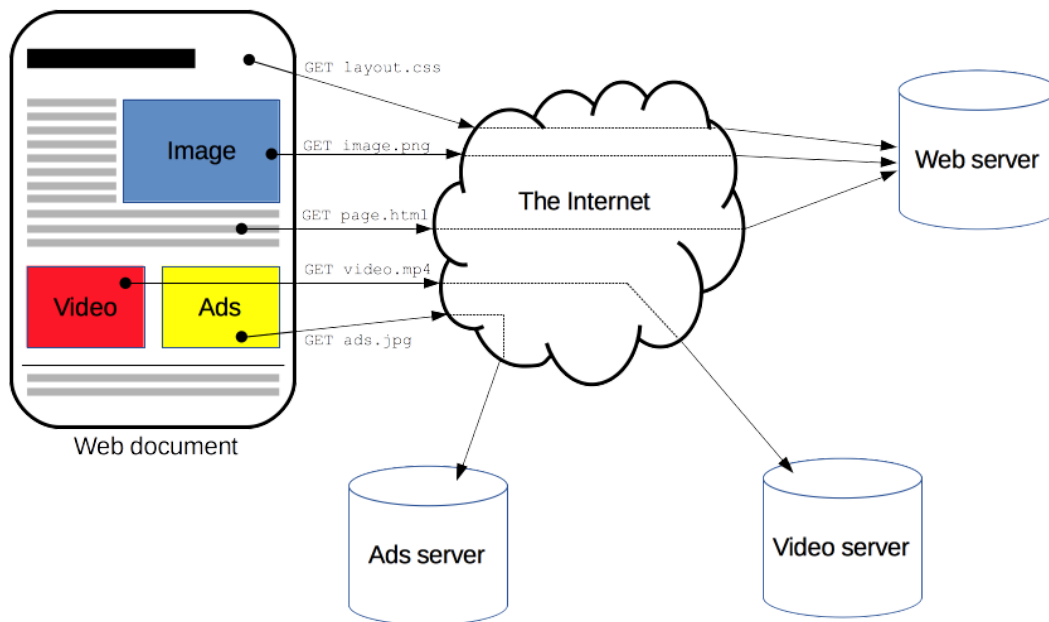 GET layout.css
Image
GET image.png
Web server
The Internet
GET page.html
Video
Ads
GET video.mp4
GET ads.jpg
Web document
Ads server
Video server